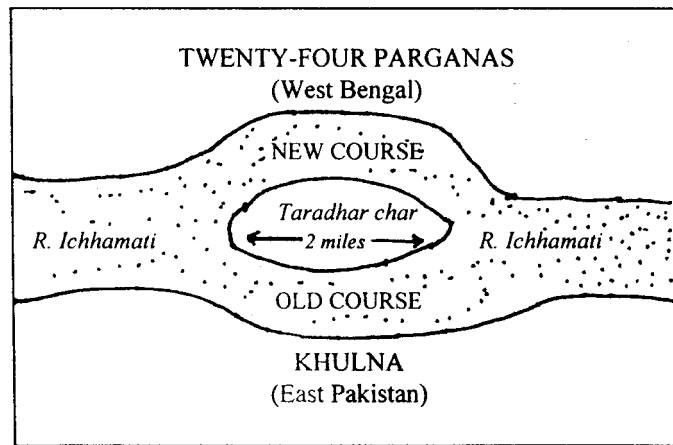 TWENTY-FOUR PARGANAS
(West Bengal)
NEW COURSE
Taradhar char
R. Ichhamati
2 miles
R. Ichhamati
OLD COURSE
KHULNA
(East Pakistan)